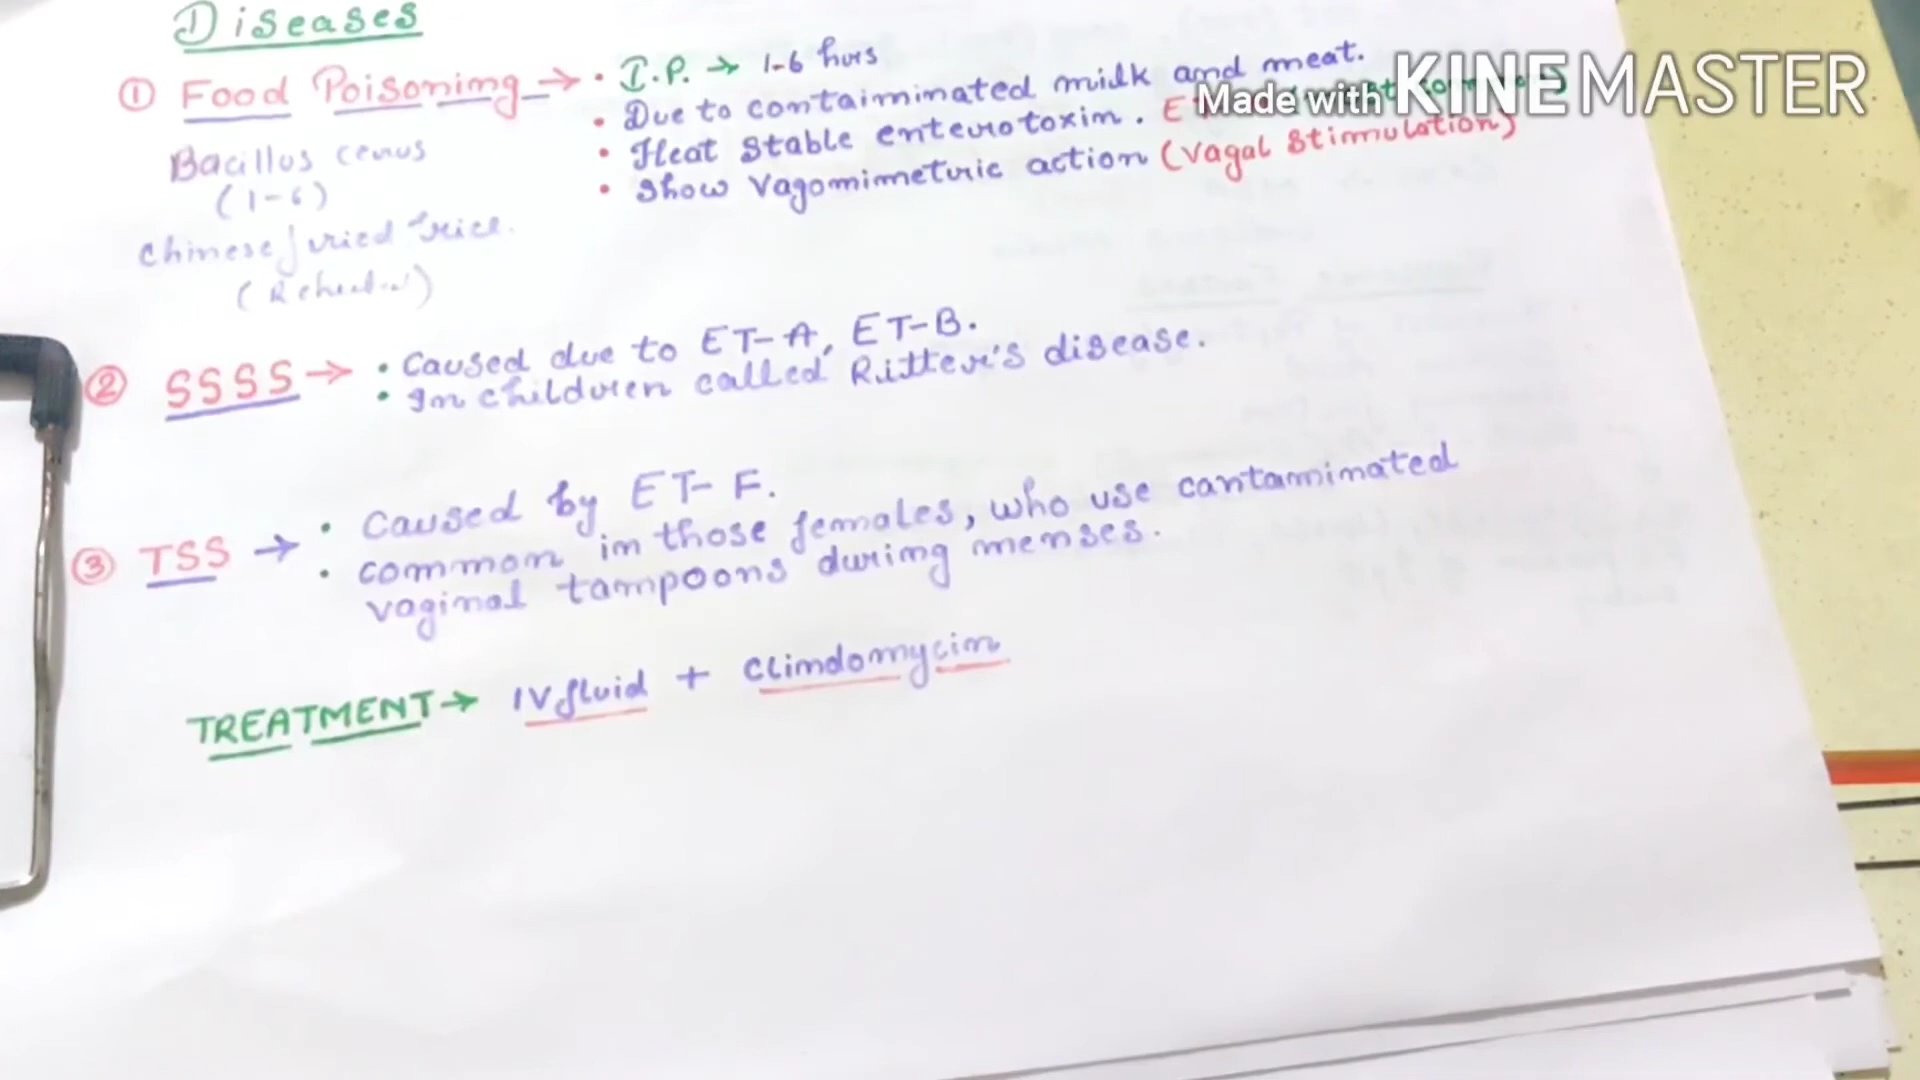 Diseases
① Food Poisoning → • I.P. → 1-6 hurs
• Due to contaiminated milk and meat.
• Heat stable enterotoxin.
• Show Vagomimetric action (Vagal Stimulation)
Bacillus cerus
(1-6)
Chinese fried rice.
② SSSS → • Caused due to ET-A, ET-B.
• In children called Ritter's disease.
③ TSS → • Caused by ET-F.
• common in those females, who use cantaminated
vaginal tampoons during menses.
TREATMENT → IV fluid + Clindomycin
Made with KINEMASTER